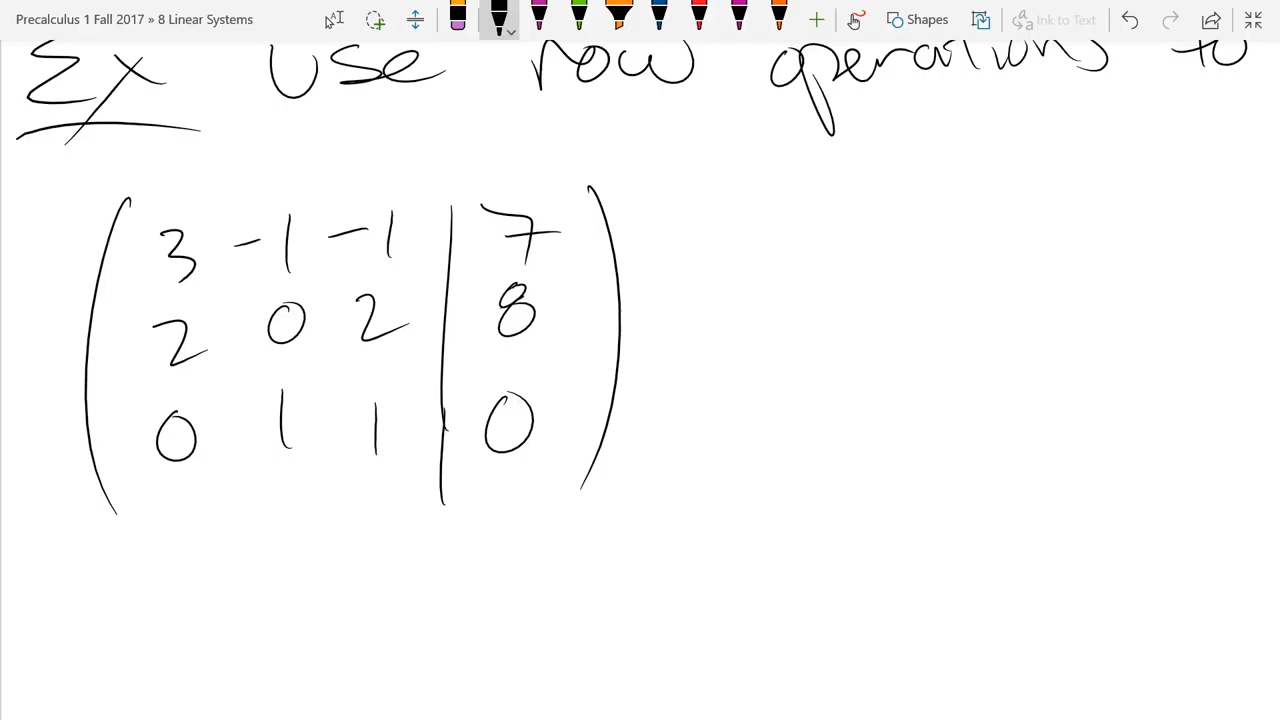 Precalculus 1 Fall 2017 » 8 Linear Systems Shapes Ink to Text
Ex Use row operations to
3 -1 -1 | 7
2 0 2 | 8
0 1 1 | 0